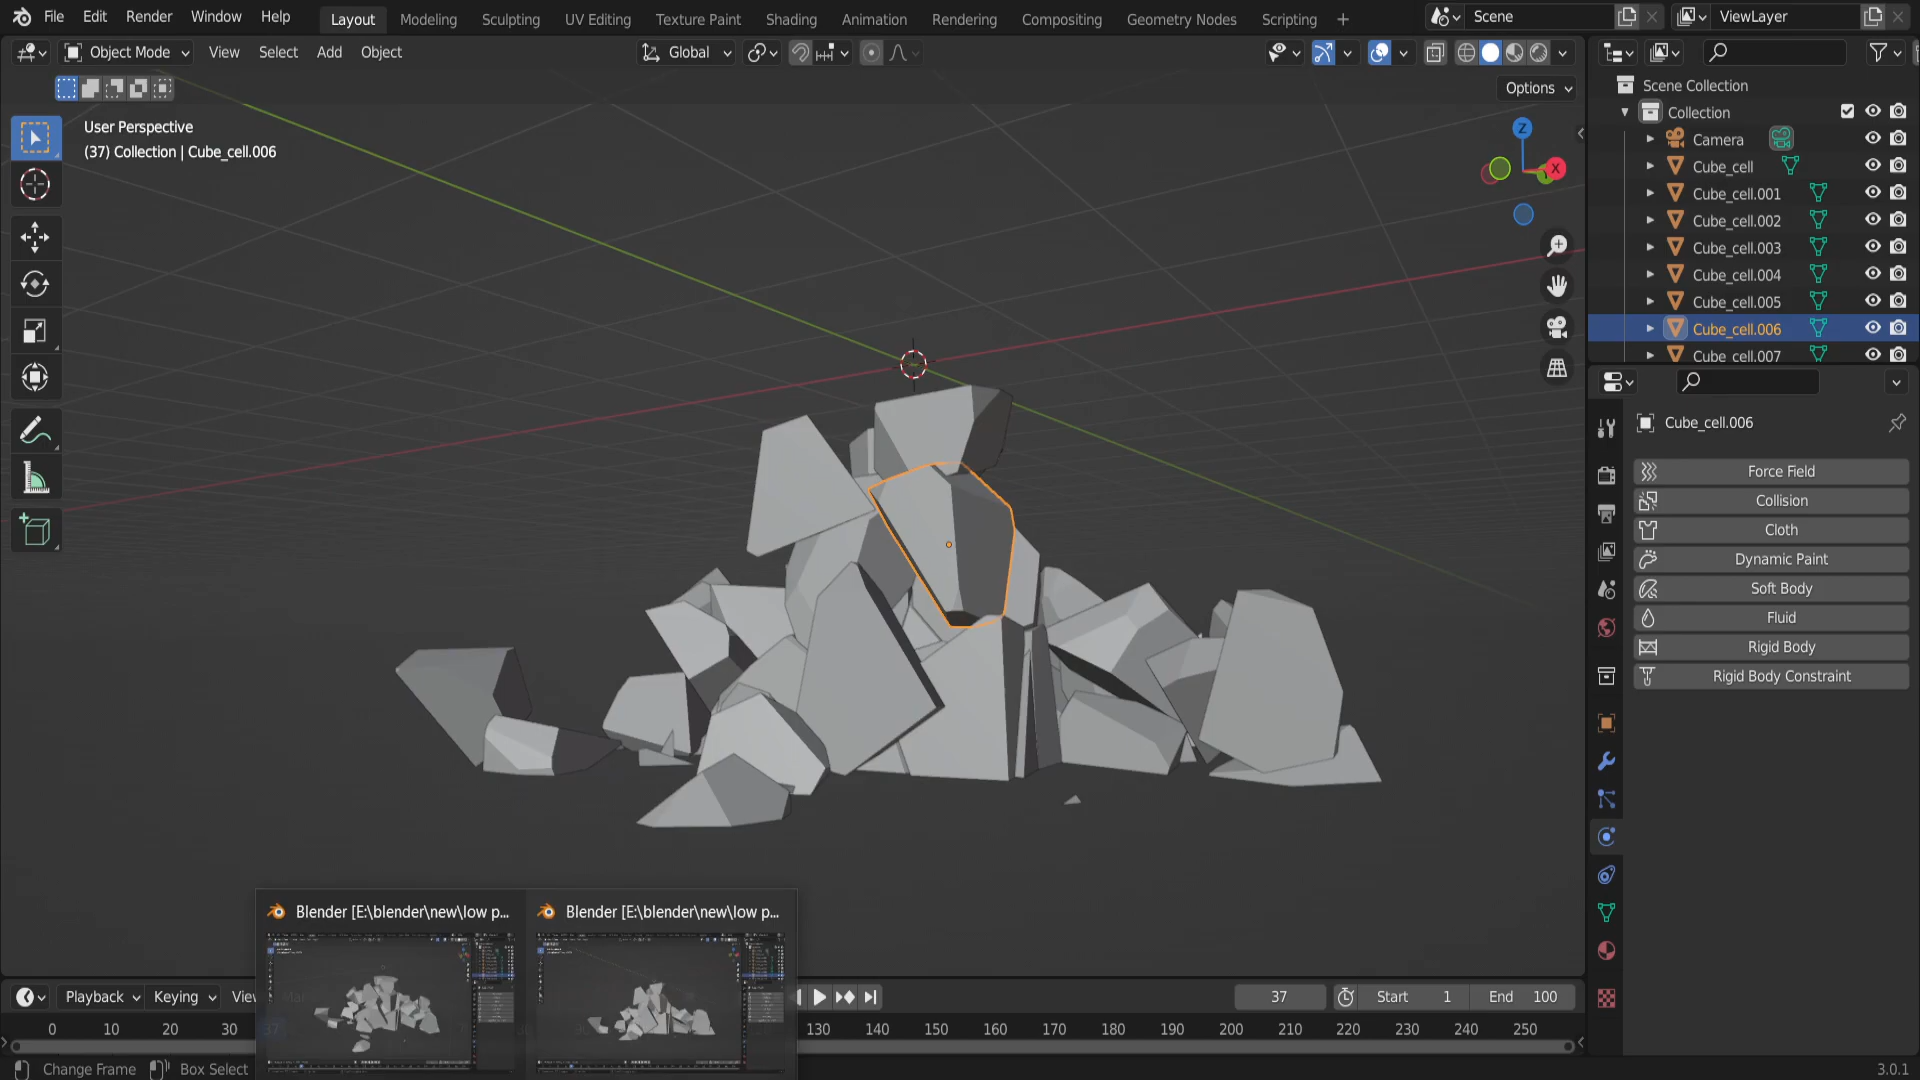 File Edit Render Window Help Layout Modeling Sculpting UV Editing Texture Paint Shading Animation Rendering Compositing Geometry Nodes Scripting + Scene ViewLayer
Object Mode View Select Add Object Global
Options
User Perspective
(37) Collection | Cube_cell.006
Z
X
Scene Collection
Collection
Camera
Cube_cell
Cube_cell.001
Cube_cell.002
Cube_cell.003
Cube_cell.004
Cube_cell.005
Cube_cell.006
Cube_cell.007
Cube_cell.006
Force Field
Collision
Cloth
Dynamic Paint
Soft Body
Fluid
Rigid Body
Rigid Body Constraint
Blender [E:\blender\new\low p... Blender [E:\blender\new\low p...
Playback Keying 37 Start 1 End 100
0 10 20 30 37 130 140 150 160 170 180 190 200 210 220 230 240 250
Change Frame Box Select 3.0.1